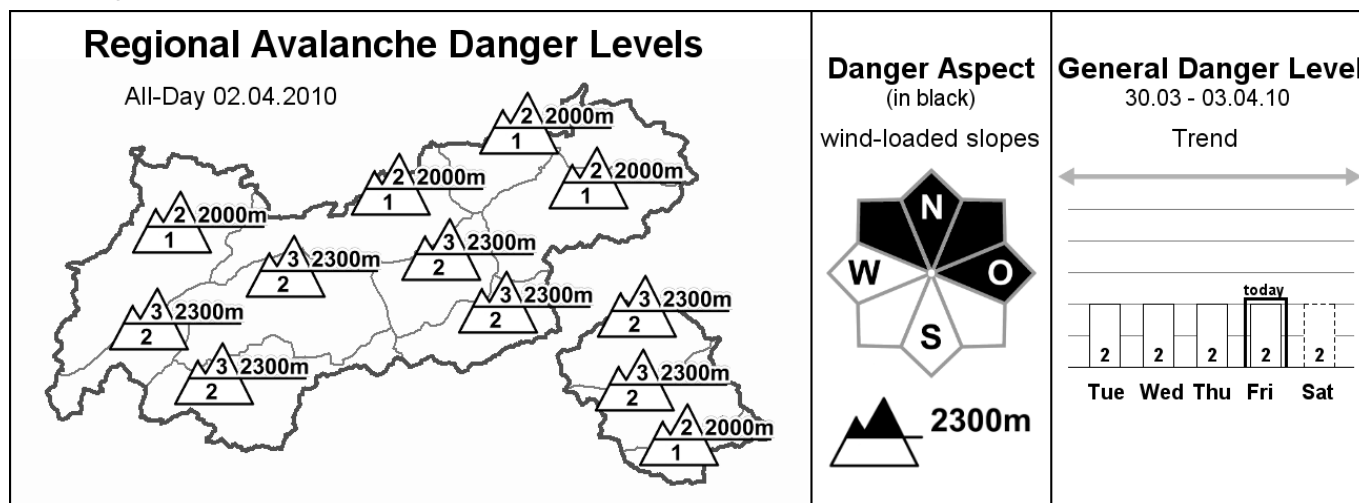 Regional Avalanche Danger Levels
All-Day 02.04.2010
2 2000m
1
2 2000m
1
2 2000m
1
2 2000m
1
3 2300m
2
3 2300m
2
3 2300m
2
3 2300m
2
3 2300m
2
3 2300m
2
3 2300m
2
2 2000m
1
Danger Aspect
(in black)
wind-loaded slopes
N
W
O
S
2300m
General Danger Level
30.03 - 03.04.10
Trend
today
2 2 2 2 2
Tue Wed Thu Fri Sat